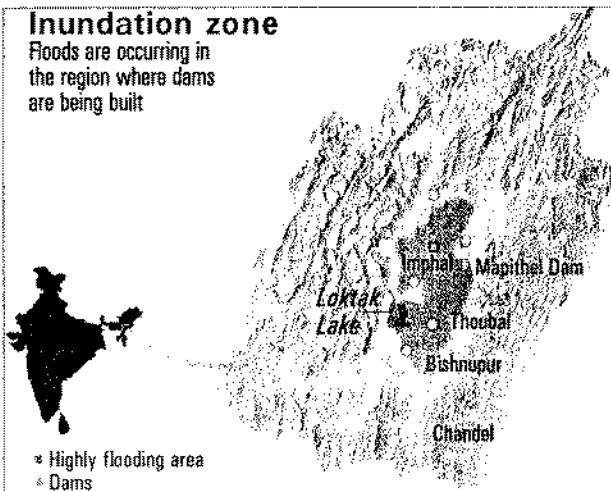 Inundation zone
Floods are occurring in
the region where dams
are being built
Imphal
Mapithel Dam
Loktak
Lake
Thoubal
Bishnupur
Chandel
Highly flooding area
Dams